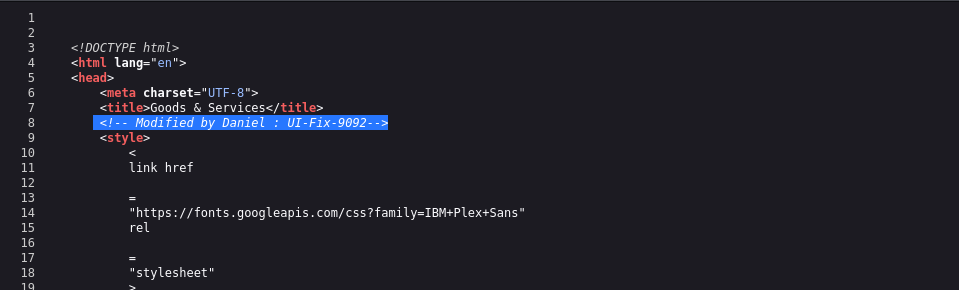 1
2
3 <!DOCTYPE html>
4 <html lang="en">
5 <head>
6 <meta charset="UTF-8">
7 <title>Goods & Services</title>
8 <!-- Modified by Daniel : UI-Fix-9092-->
9 <style>
10 <
11 link href
12
13 =
14 "https://fonts.googleapis.com/css?family=IBM+Plex+Sans"
15 rel
16
17 =
18 "stylesheet"
19 >